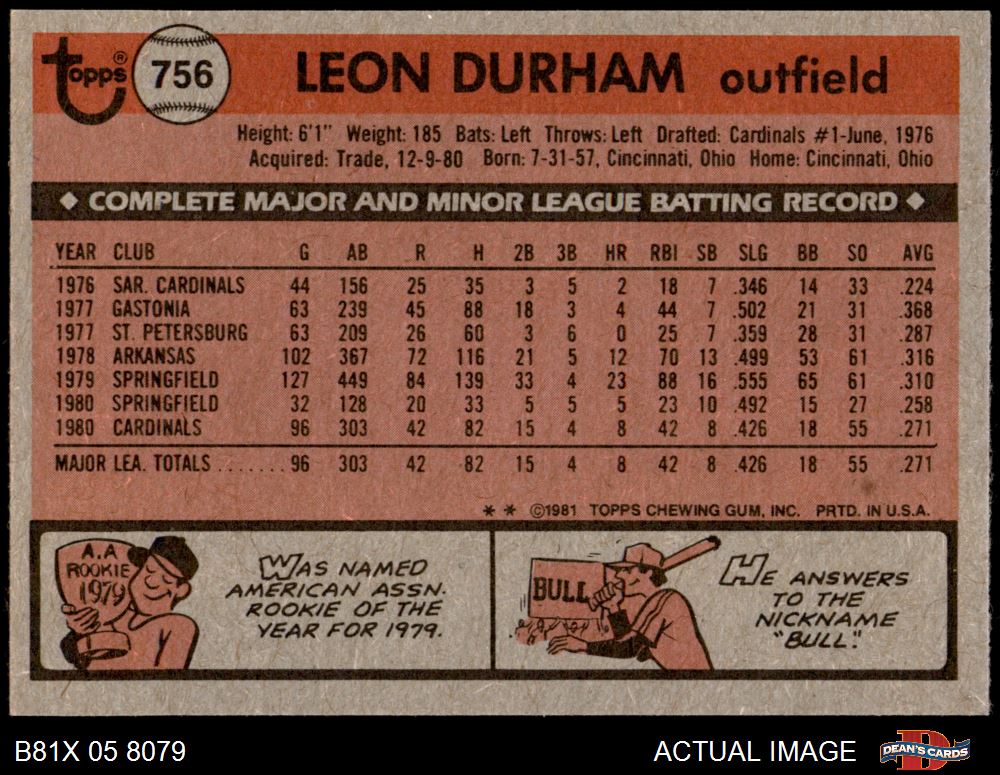 Topps®
756
LEON DURHAM outfield
Height: 6'1" Weight: 185 Bats: Left Throws: Left Drafted: Cardinals #1-June, 1976
Acquired: Trade, 12-9-80 Born: 7-31-57, Cincinnati, Ohio Home: Cincinnati, Ohio
◆ COMPLETE MAJOR AND MINOR LEAGUE BATTING RECORD ◆
YEAR CLUB G AB R H 2B 3B HR RBI SB SLG BB SO AVG
1976 SAR. CARDINALS 44 156 25 35 3 5 2 18 7 .346 14 33 .224
1977 GASTONIA 63 239 45 88 18 3 4 44 7 .502 21 31 .368
1977 ST. PETERSBURG 63 209 26 60 3 6 0 25 7 .359 28 31 .287
1978 ARKANSAS 102 367 72 116 21 5 12 70 13 .499 53 61 .316
1979 SPRINGFIELD 127 449 84 139 33 4 23 88 16 .555 65 61 .310
1980 SPRINGFIELD 32 128 20 33 5 5 5 23 10 .492 15 27 .258
1980 CARDINALS 96 303 42 82 15 4 8 42 8 .426 18 55 .271
MAJOR LEA. TOTALS ....... 96 303 42 82 15 4 8 42 8 .426 18 55 .271
* * ©1981 TOPPS CHEWING GUM, INC. PRTD. IN U.S.A.
A.A
ROOKIE
1979
WAS NAMED
AMERICAN ASSN.
ROOKIE OF THE
YEAR FOR 1979.
BULL
HE ANSWERS
TO THE
NICKNAME
"BULL."
B81X 05 8079
ACTUAL IMAGE
DEAN'S CARDS